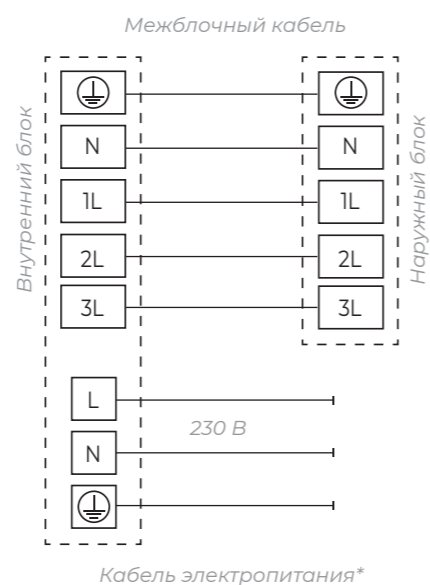 Межблочный кабель
Внутренний блок
Наружный блок
N
N
1L
1L
2L
2L
3L
3L
L
230 В
N
Кабель электропитания*